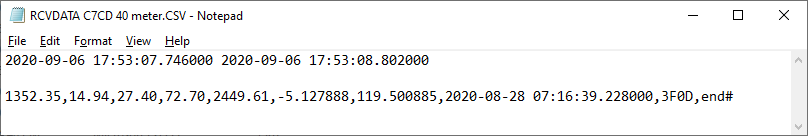 RCVDATA C7CD 40 meter.CSV - Notepad
File Edit Format View Help
2020-09-06 17:53:07.746000 2020-09-06 17:53:08.802000
1352.35,14.94,27.40,72.70,2449.61,-5.127888,119.500885,2020-08-28 07:16:39.228000,3F0D,end#